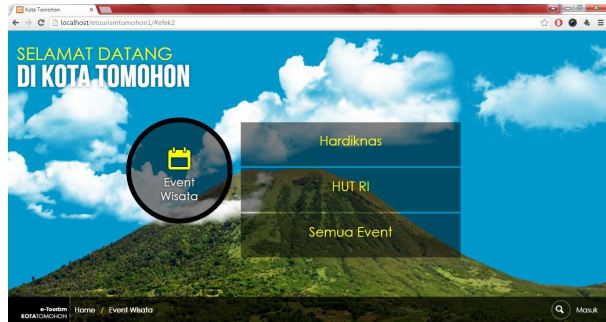 Kota Tomohon
localhost/etourismtomohon1/#efek2
SELAMAT DATANG
DI KOTA TOMOHON
Event
Wisata
Hardiknas
HUT RI
Semua Event
e-Tourism
KOTATOMOHON
Home / Event Wisata
Masuk